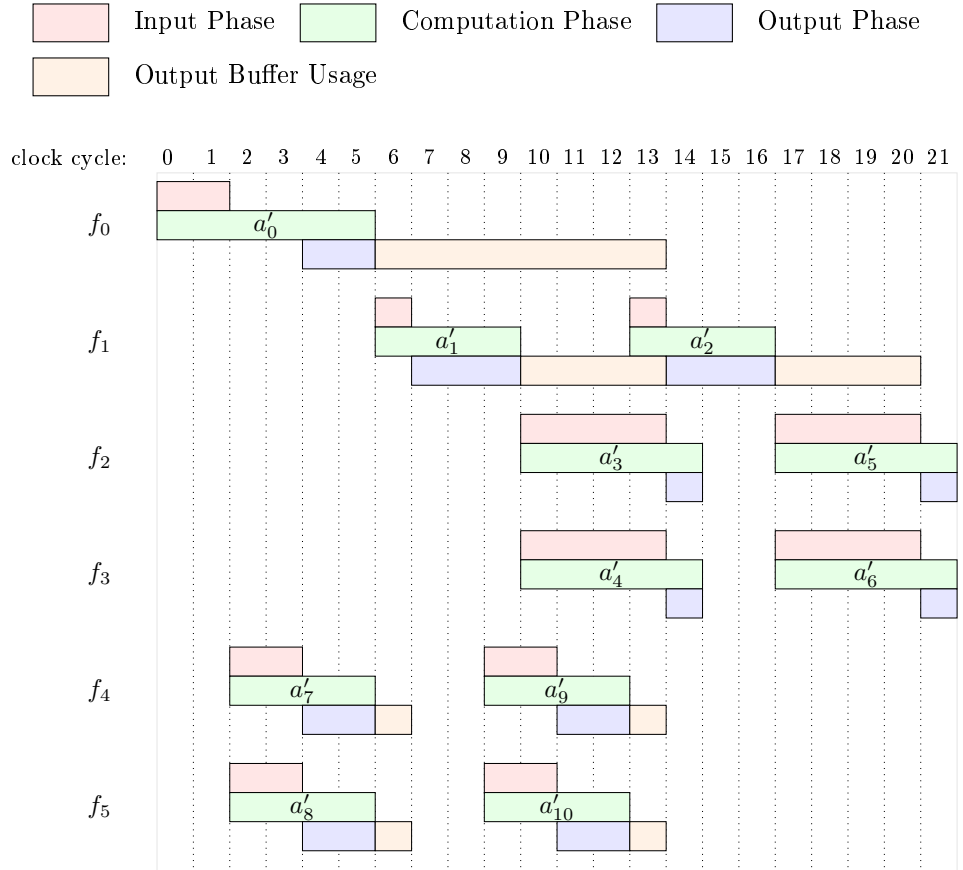 Input Phase Computation Phase Output Phase
Output Buffer Usage
clock cycle: 0 1 2 3 4 5 6 7 8 9 10 11 12 13 14 15 16 17 18 19 20 21
f₀ a′₀
f₁ a′₁ a′₂
f₂ a′₃ a′₅
f₃ a′₄ a′₆
f₄ a′₇ a′₉
f₅ a′₈ a′₁₀